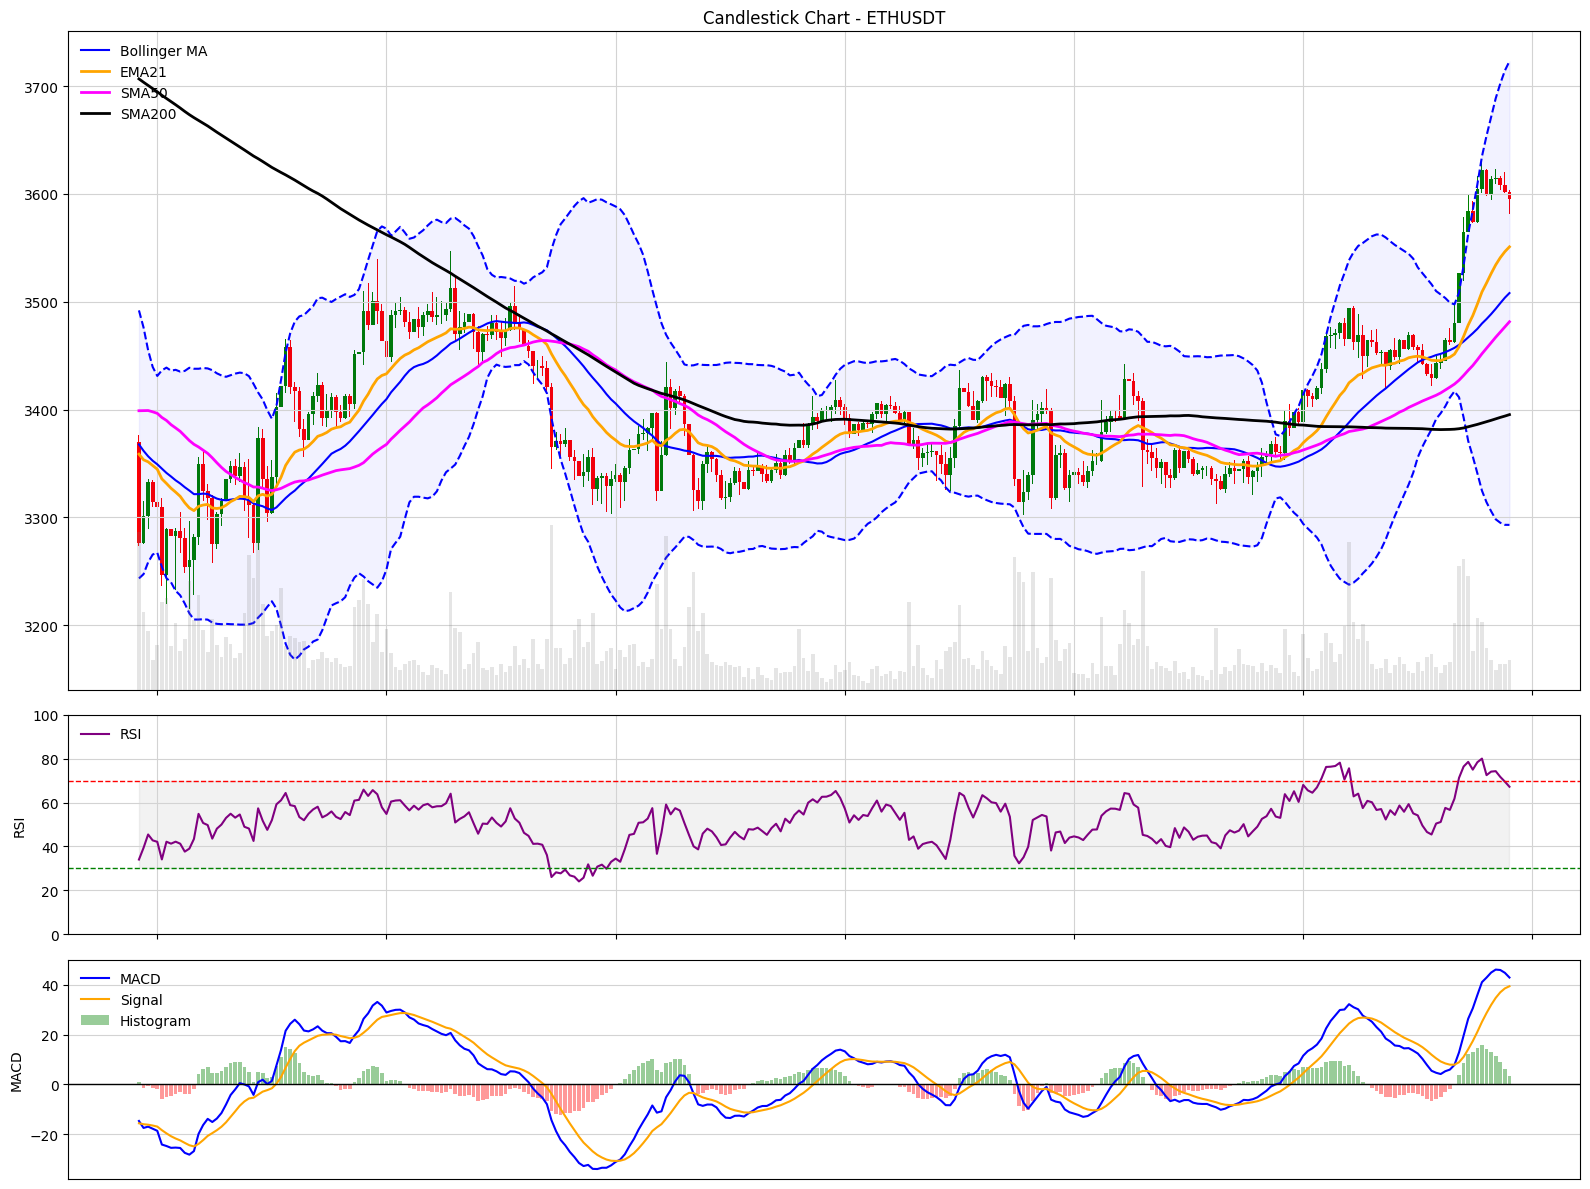 Candlestick Chart - ETHUSDT
Bollinger MA
EMA21
SMA50
SMA200
3700
3600
3500
3400
3300
3200
RSI
100
80
60
40
20
0
RSI
MACD
Signal
Histogram
40
20
0
−20
MACD